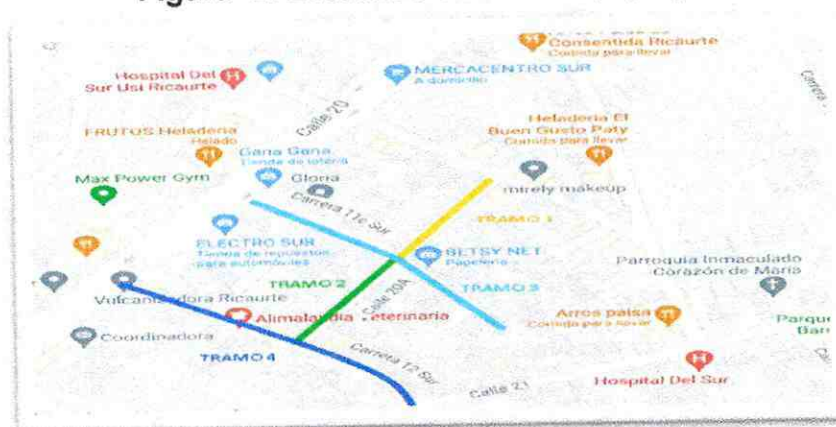 Consentida Ricaurte
Comida para llevar
Hospital Del
Sur Usi Ricaurte
MERCACENTRO SUR
A domicilio
Carrera
Calle 20
FRUTOS Heladería
Helado
Heladería El
Buen Gusto Paty
Comida para llevar
Gana Gana
Tienda de lotería
Max Power Gym
Gloria
mirely makeup
Carrera 11c Sur
TRAMO 1
ELECTRO SUR
Tienda de repuestos
para automóviles
BETSY NET
Papelería
Parroquia Inmaculado
Corazón de María
TRAMO 2
TRAMO 3
Calle 20A
Vulcanizadora Ricaurte
Alimalandia eterinaria
Arros paisa
Comida para llevar
Parqu
Barr
Coordinadora
TRAMO 4
Carrera 12 Sur
Calle 21
Hospital Del Sur